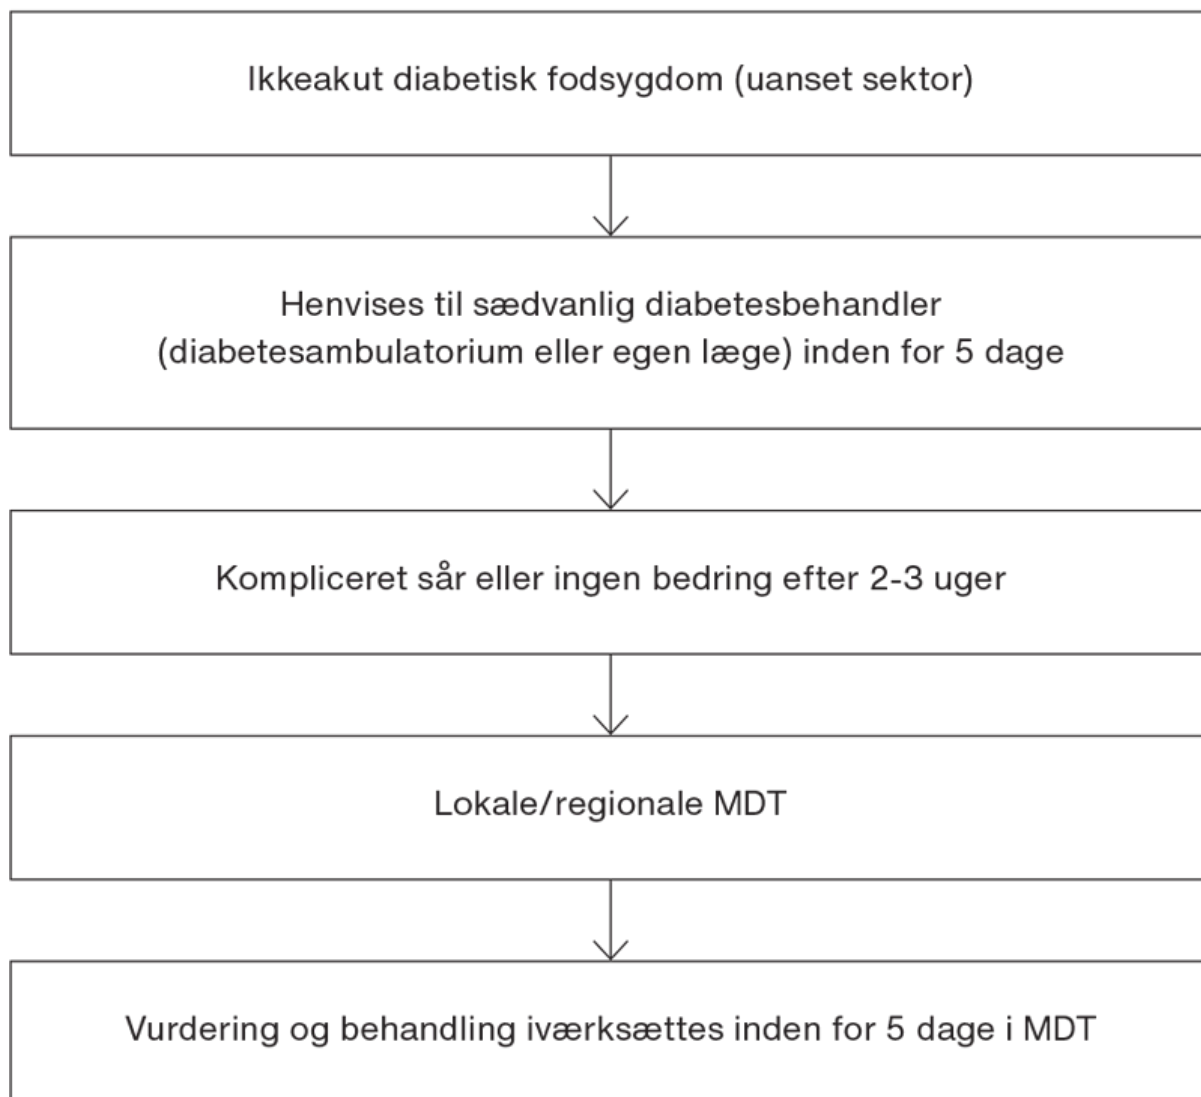 Ikkeakut diabetisk fodsygdom (uanset sektor)
Henvises til sædvanlig diabetesbehandler
(diabetesambulatorium eller egen læge) inden for 5 dage
Kompliceret sår eller ingen bedring efter 2-3 uger
Lokale/regionale MDT
Vurdering og behandling iværksættes inden for 5 dage i MDT